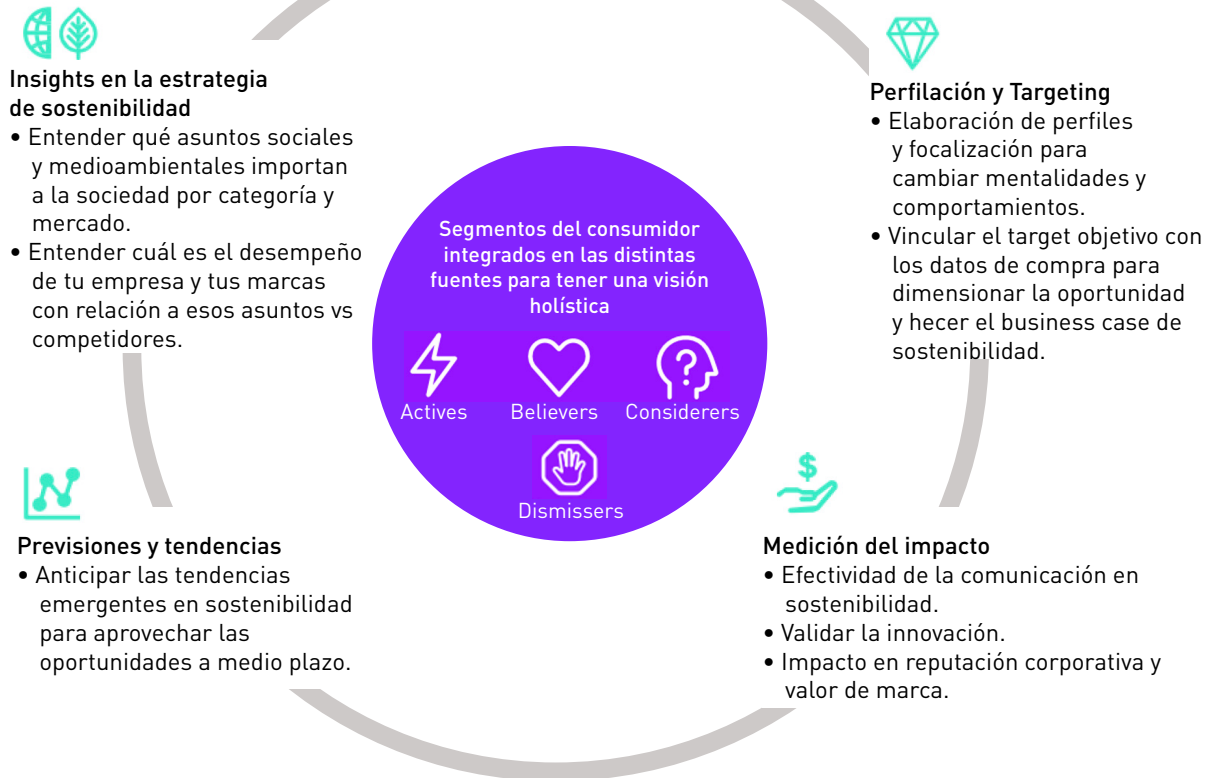 Insights en la estrategia
de sostenibilidad
• Entender qué asuntos sociales
y medioambientales importan
a la sociedad por categoría y
mercado.
• Entender cuál es el desempeño
de tu empresa y tus marcas
con relación a esos asuntos vs
competidores.
Perfilación y Targeting
• Elaboración de perfiles
y focalización para
cambiar mentalidades y
comportamientos.
• Vincular el target objetivo con
los datos de compra para
dimensionar la oportunidad
y hecer el business case de
sostenibilidad.
Segmentos del consumidor
integrados en las distintas
fuentes para tener una visión
holística
Actives Believers Considerers
Dismissers
Previsiones y tendencias
• Anticipar las tendencias
emergentes en sostenibilidad
para aprovechar las
oportunidades a medio plazo.
Medición del impacto
• Efectividad de la comunicación en
sostenibilidad.
• Validar la innovación.
• Impacto en reputación corporativa y
valor de marca.